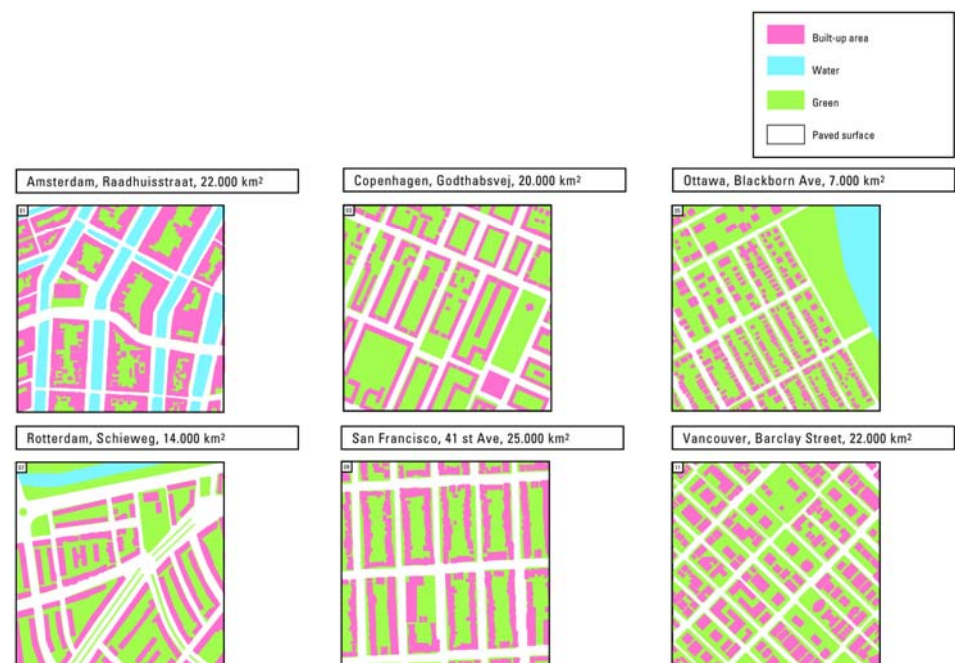 Built-up area
Water
Green
Paved surface
Amsterdam, Raadhuisstraat, 22.000 km²
Copenhagen, Godthabsvej, 20.000 km²
Ottawa, Blackborn Ave, 7.000 km²
Rotterdam, Schieweg, 14.000 km²
San Francisco, 41 st Ave, 25.000 km²
Vancouver, Barclay Street, 22.000 km²